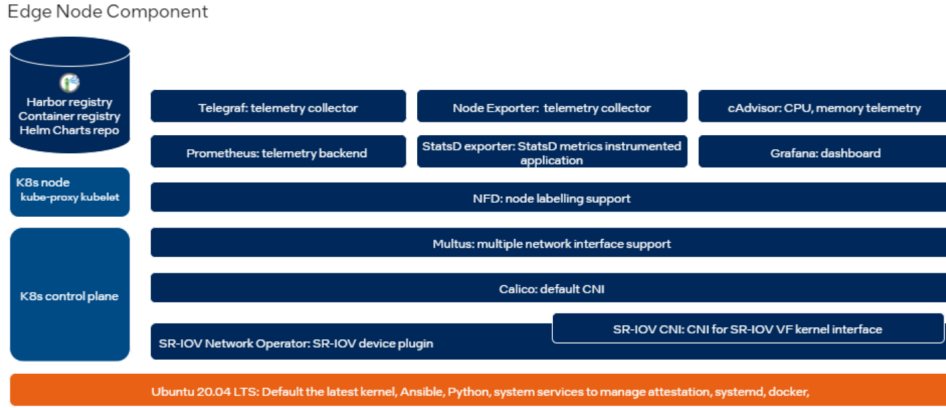 Edge Node Component
Harbor registry
Container registry
Helm Charts repo
Telegraf: telemetry collector
Node Exporter: telemetry collector
cAdvisor: CPU, memory telemetry
Prometheus: telemetry backend
StatsD exporter: StatsD metrics instrumented
application
Grafana: dashboard
K8s node
kube-proxy kubelet
NFD: node labelling support
Multus: multiple network interface support
K8s control plane
Calico: default CNI
SR-IOV CNI: CNI for SR-IOV VF kernel interface
SR-IOV Network Operator: SR-IOV device plugin
Ubuntu 20.04 LTS: Default the latest kernel, Ansible, Python, system services to manage attestation, systemd, docker,